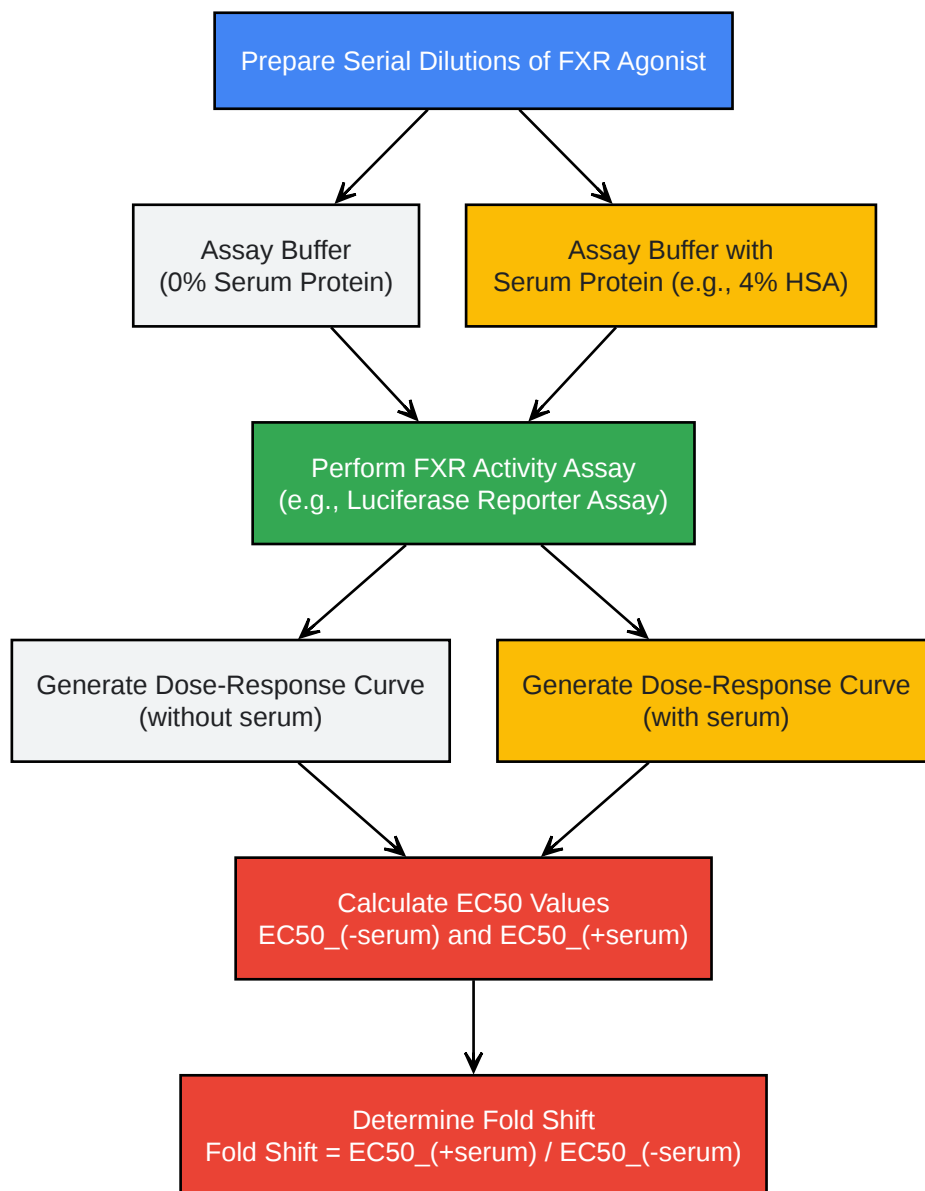 Prepare Serial Dilutions of FXR Agonist
Assay Buffer
(0% Serum Protein)
Assay Buffer with
Serum Protein (e.g., 4% HSA)
Perform FXR Activity Assay
(e.g., Luciferase Reporter Assay)
Generate Dose-Response Curve
(without serum)
Generate Dose-Response Curve
(with serum)
Calculate EC50 Values
EC50_(-serum) and EC50_(+serum)
Determine Fold Shift
Fold Shift = EC50_(+serum) / EC50_(-serum)